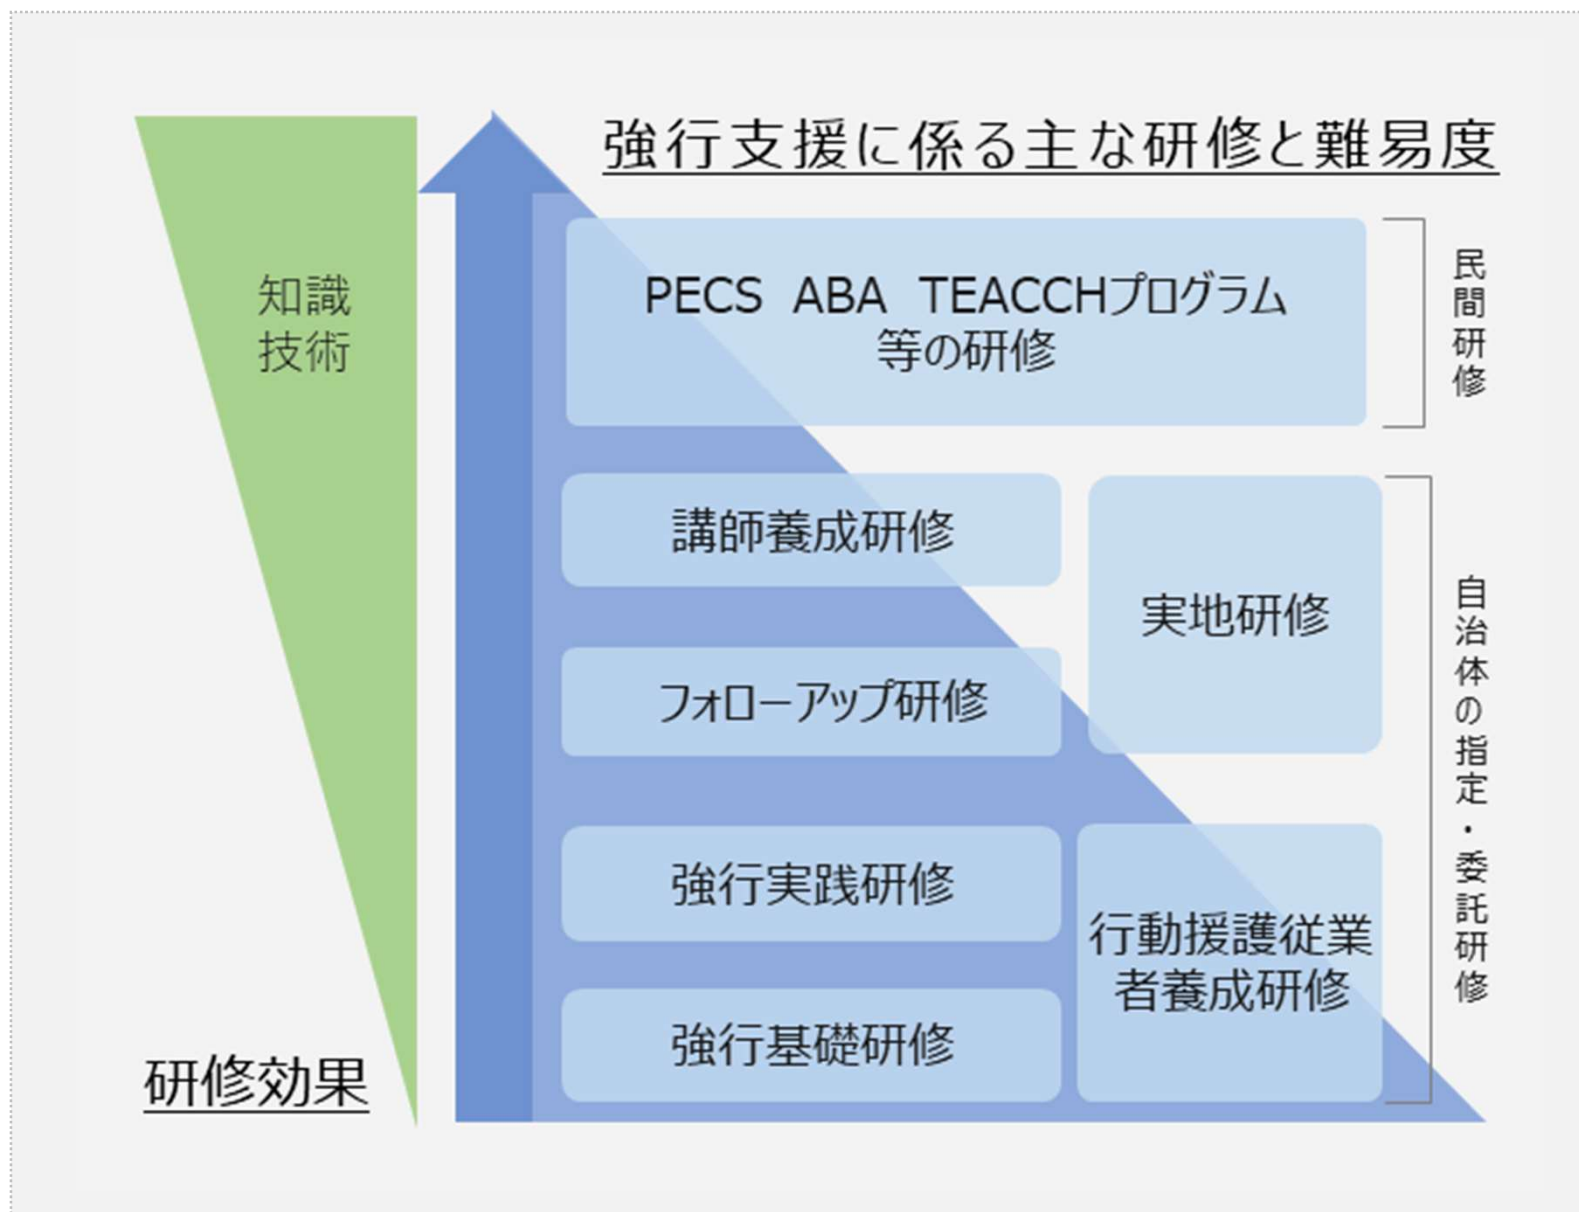 強行支援に係る主な研修と難易度
知識
技術
PECS ABA TEACCHプログラム
等の研修
民間研修
講師養成研修
実地研修
フォローアップ研修
強行実践研修
行動援護従業
者養成研修
強行基礎研修
自治体の指定・委託研修
研修効果